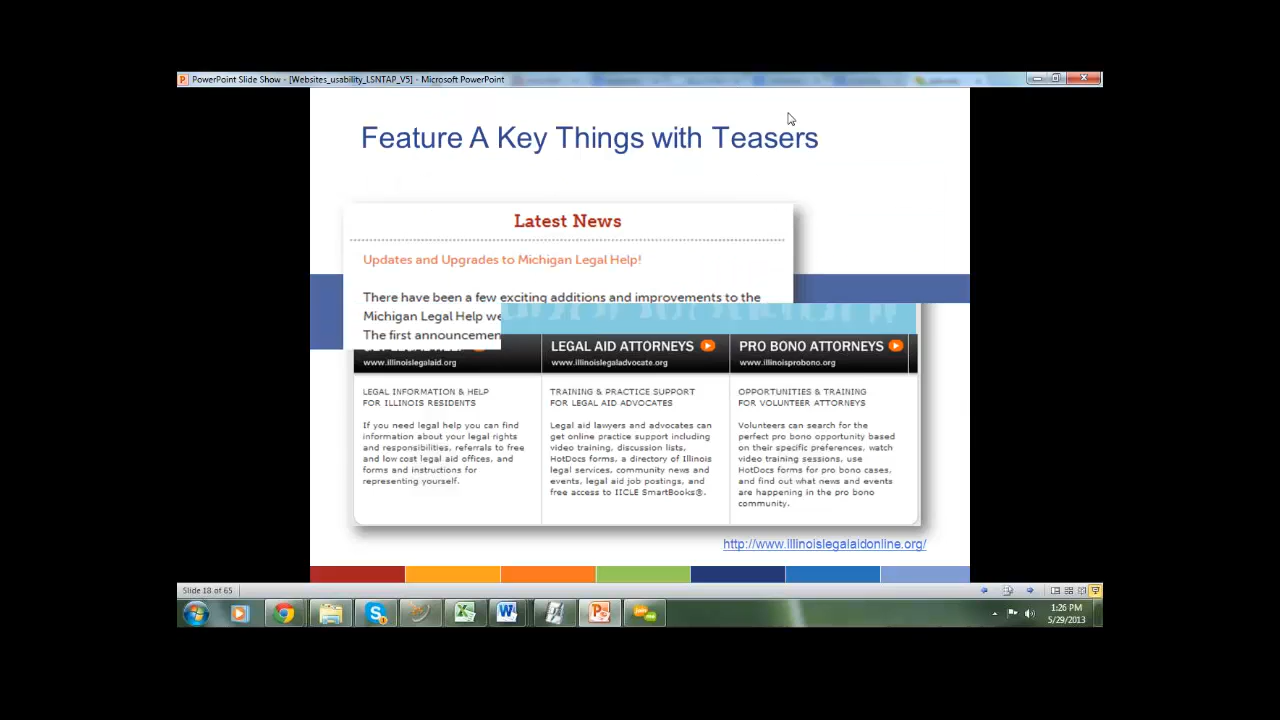 PowerPoint Slide Show - [Websites_usability_LSNTAP_V5] - Microsoft PowerPoint
Feature A Key Things with Teasers
Latest News
Updates and Upgrades to Michigan Legal Help!
There have been a few exciting additions and improvements to the
Michigan Legal Help we
The first announcemen
www.illinoislegalaid.org
LEGAL INFORMATION & HELP
FOR ILLINOIS RESIDENTS
If you need legal help you can find
information about your legal rights
and responsibilities, referrals to free
and low cost legal aid offices, and
forms and instructions for
representing yourself.
LEGAL AID ATTORNEYS
www.illinoislegaladvocate.org
TRAINING & PRACTICE SUPPORT
FOR LEGAL AID ADVOCATES
Legal aid lawyers and advocates can
get online practice support including
video training, discussion lists,
HotDocs forms, a directory of Illinois
legal services, community news and
events, legal aid job postings, and
free access to IICLE SmartBooks®.
PRO BONO ATTORNEYS
www.illinoisprobono.org
OPPORTUNITIES & TRAINING
FOR VOLUNTEER ATTORNEYS
Volunteers can search for the
perfect pro bono opportunity based
on their specific preferences, watch
video training sessions, use
HotDocs forms for pro bono cases,
and find out what news and events
are happening in the pro bono
community.
http://www.illinoislegalaidonline.org/
Slide 18 of 65
1:26 PM
5/29/2013